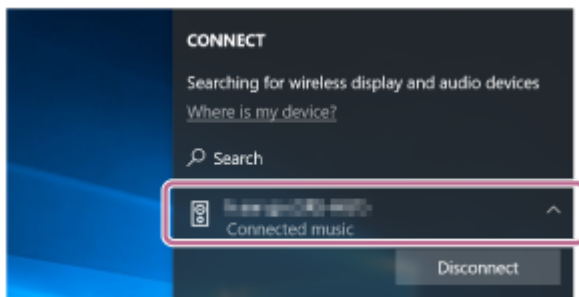 CONNECT
Searching for wireless display and audio devices
Where is my device?
Search
Connected music
Disconnect